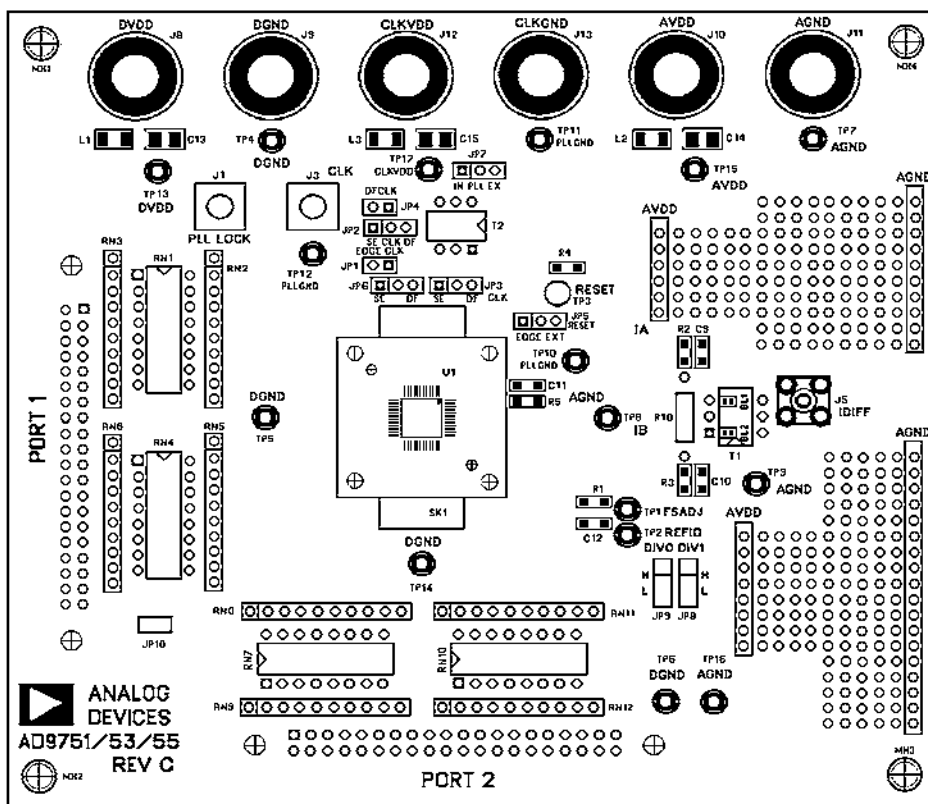 DVDD DGND CLKVDD CLKGND AVDD AGND
J8 J9 J12 J13 J10 J11
L1 C13 TP4 L3 C15 TP11 L2 C14 TP7
DGND PLLGND AGND
TP13 TP17 JP7 TP15
DVDD CLKVDD AVDD
J1 J3 CLK IN PLL EX
PLL LOCK DFCLK JP4 T2
JP2 SE CLK DF
EDGE CLK
JP1
TP12
PLLGND
JP6 SE DF SE DF JP3 CLK
AVDD AGND
RN3 RN1 RN2
R4
RESET
TP3
JP5
RESET
EDGE EXT
TP10
PLLGND
IA R2 C9
U1
C11
R5
AGND
TP8
IB R10
BL1
BL2
T1
J5
IDIFF
DGND
TP5
PORT 1
RN6 RN4 RN5
AGND
R3 C10 TP9
AGND
R1 TP1 FSADJ
C12 TP2 REFIO
AVDD
SK1
DGND
TP14
DIV0 DIV1
H H
L L
JP9 JP8
JP10
RN11
RN7 RN10
RN9 RN12
TP6 TP16
DGND AGND
ANALOG
DEVICES
AD9751/53/55
REV C
PORT 2